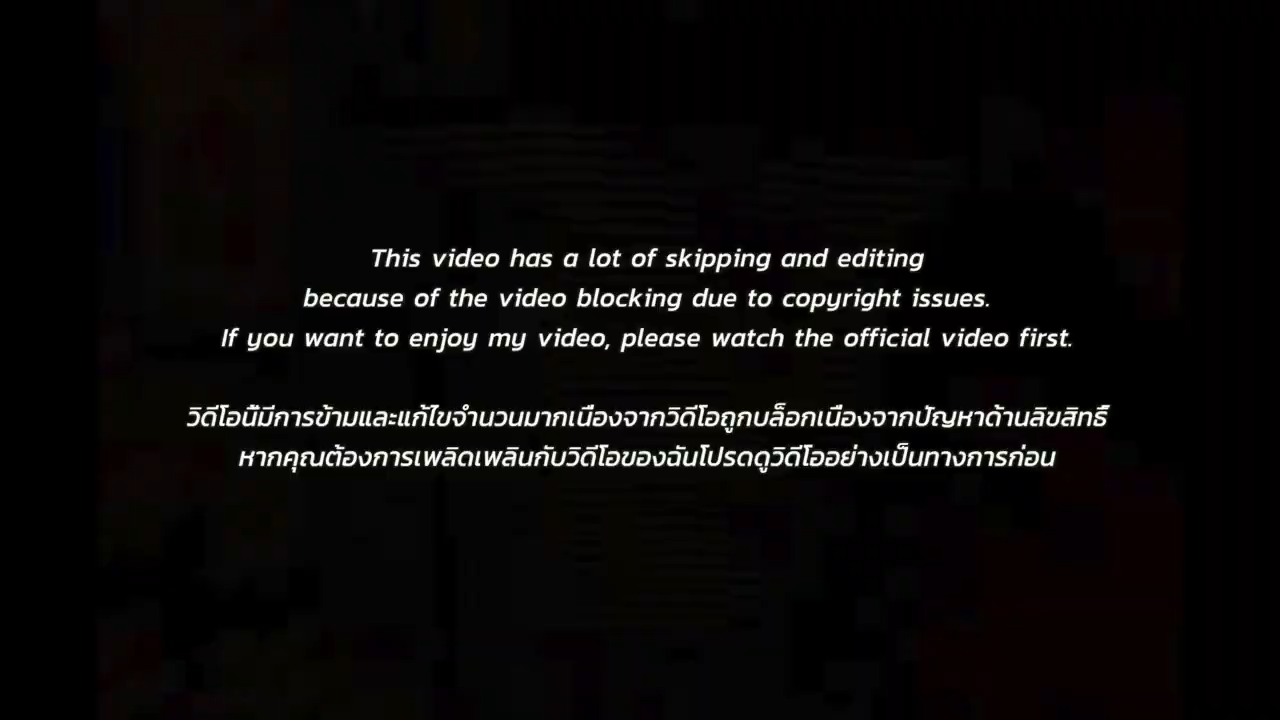 This video has a lot of skipping and editing
because of the video blocking due to copyright issues.
If you want to enjoy my video, please watch the official video first.
วิดีโอนี้มีการข้ามและแก้ไขจำนวนมากเนื่องจากวิดีโอถูกบล็อกเนื่องจากปัญหาด้านลิขสิทธิ์
หากคุณต้องการเพลิดเพลินกับวิดีโอของฉันโปรดดูวิดีโออย่างเป็นทางการก่อน